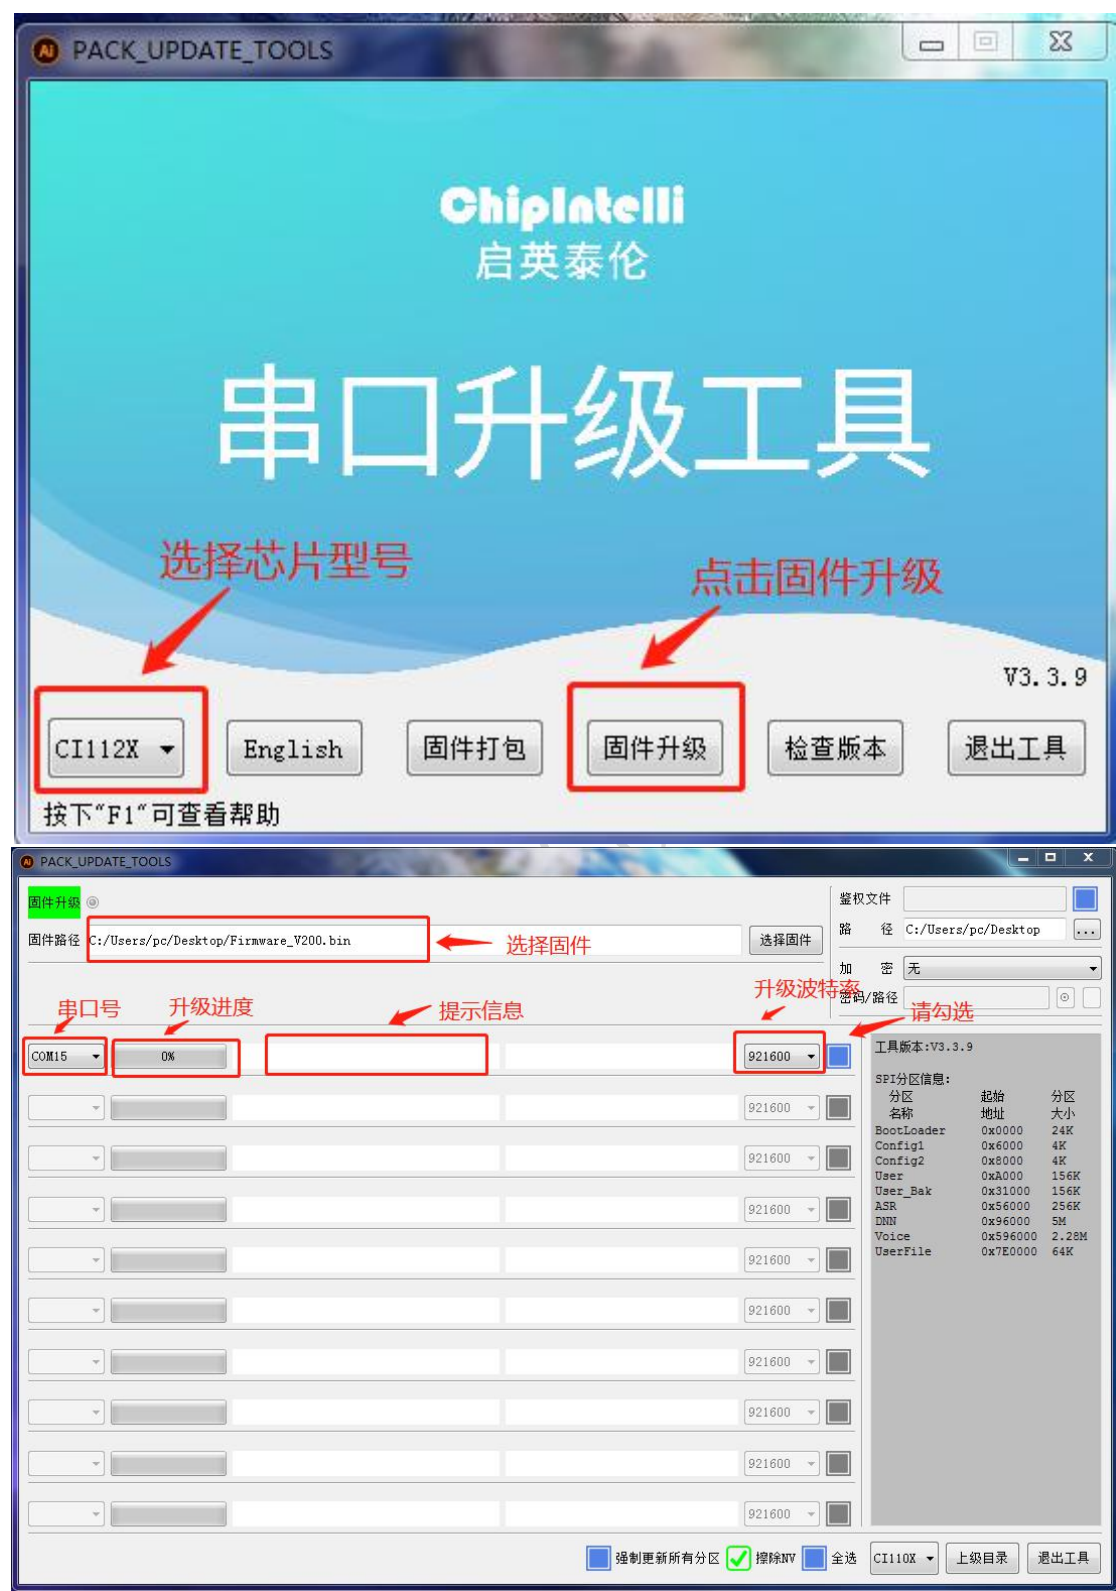 PACK_UPDATE_TOOLS
ChipIntelli
启英泰伦
串口升级工具
选择芯片型号
点击固件升级
V3.3.9
CI112X English 固件打包 固件升级 检查版本 退出工具
按下"F1"可查看帮助
PACK_UPDATE_TOOLS
固件升级
固件路径 C:/Users/pc/Desktop/Firmware_V200.bin 选择固件 选择固件
鉴权文件
路 径 C:/Users/pc/Desktop ...
加 密 无
密码/路径
串口号 升级进度 提示信息 升级波特率 请勾选
COM15 0% 921600
921600
921600
921600
921600
921600
921600
921600
921600
921600
工具版本:V3.3.9
SPI分区信息:
分区 起始 分区
名称 地址 大小
BootLoader 0x0000 24K
Config1 0x6000 4K
Config2 0x8000 4K
User 0xA000 156K
User_Bak 0x31000 156K
ASR 0x56000 256K
DNN 0x96000 5M
Voice 0x596000 2.28M
UserFile 0x7E0000 64K
强制更新所有分区 擦除NV 全选 CI110X 上级目录 退出工具